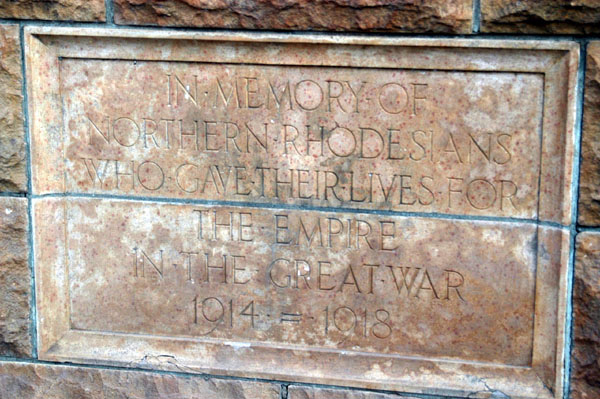 IN·MEMORY·OF
NORTHERN·RHODESIANS
WHO·GAVE·THEIR·LIVES·FOR
THE·EMPIRE
IN·THE·GREAT·WAR
1914·=·1918